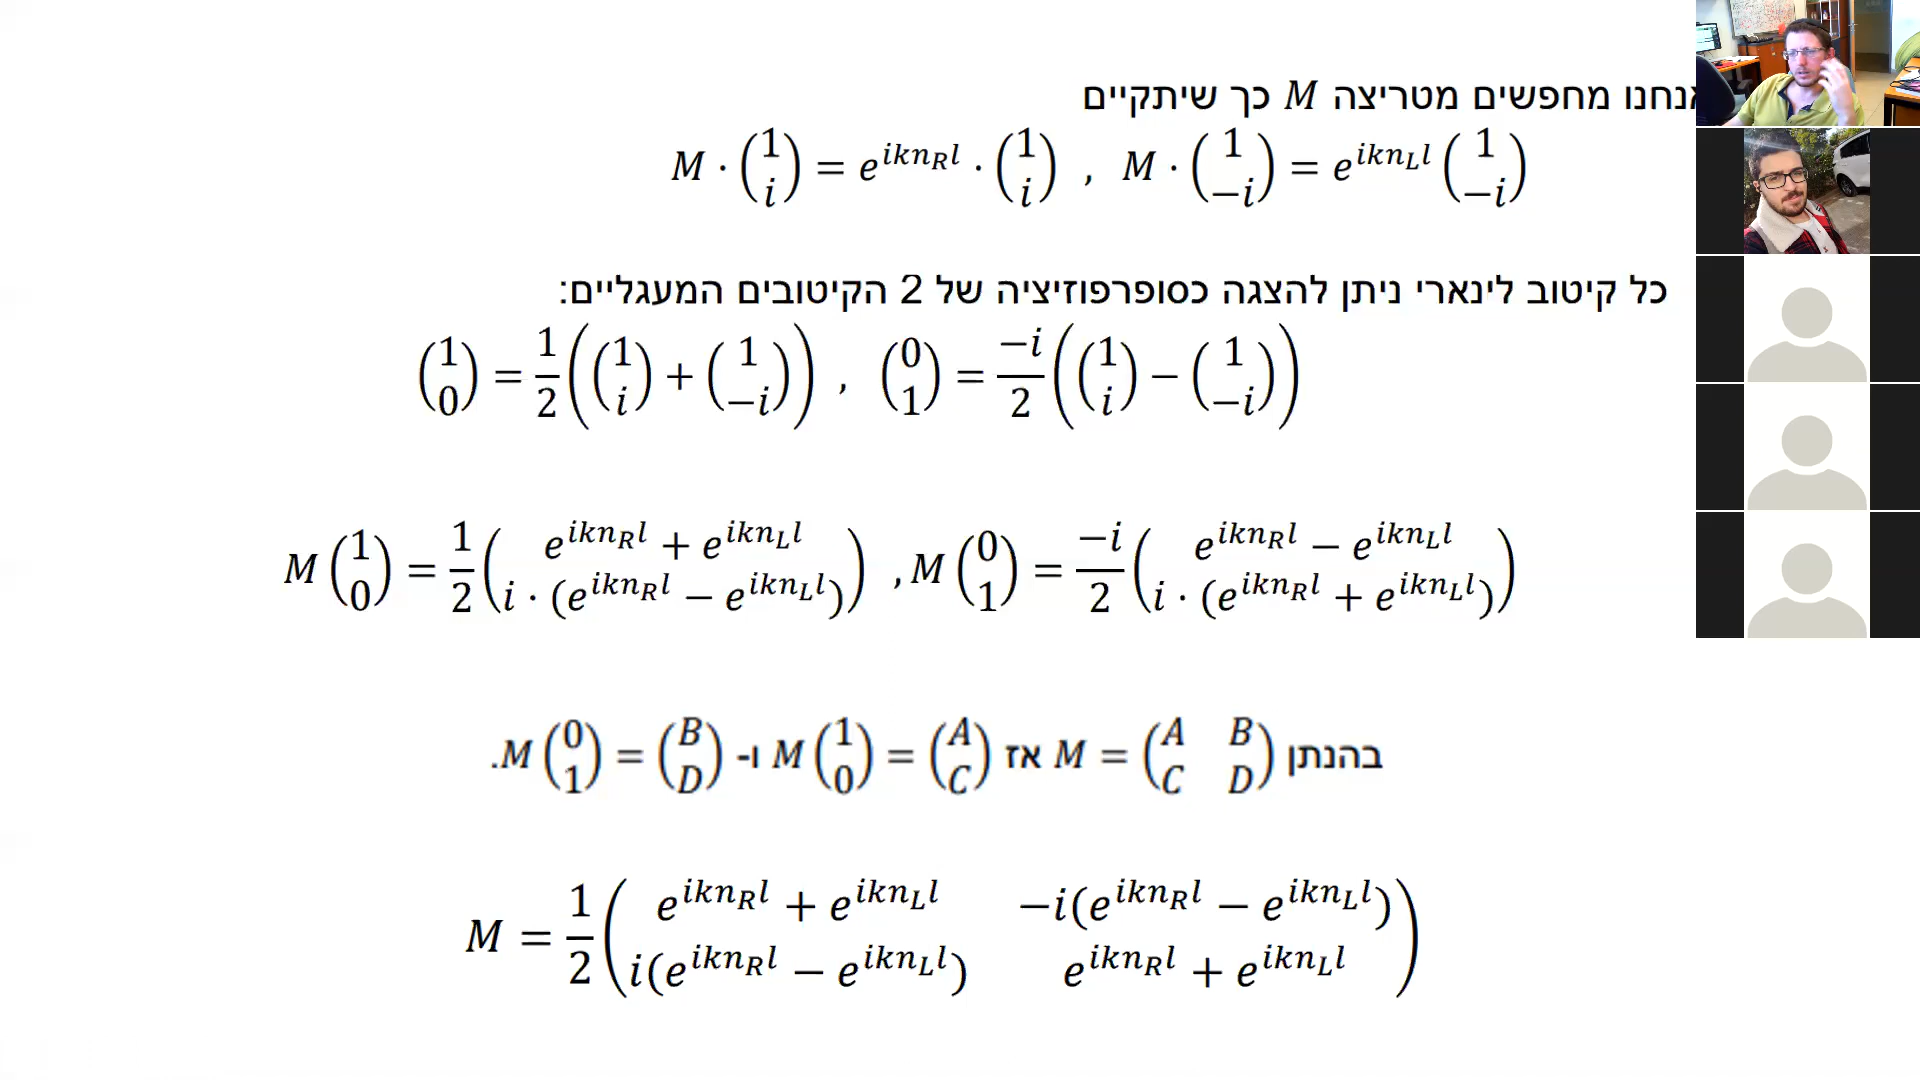 אנחנו מחפשים מטריצה M כך שיתקיים
M · (1 i) = e^{ikn_R l} · (1 i) , M · (1 −i) = e^{ikn_L l} (1 −i)
כל קיטוב לינארי ניתן להצגה כסופרפוזיציה של 2 הקיטובים המעגליים:
(1 0) = 1/2 ((1 i) + (1 −i)) , (0 1) = −i/2 ((1 i) − (1 −i))
M (1 0) = 1/2 (e^{ikn_R l} + e^{ikn_L l} i · (e^{ikn_R l} − e^{ikn_L l})) , M (0 1) = −i/2 (e^{ikn_R l} − e^{ikn_L l} i · (e^{ikn_R l} + e^{ikn_L l}))
בהנתן M = (A B C D) אז M (1 0) = (A C) ו- M (0 1) = (B D).
M = 1/2 (e^{ikn_R l} + e^{ikn_L l} −i(e^{ikn_R l} − e^{ikn_L l}) i(e^{ikn_R l} − e^{ikn_L l}) e^{ikn_R l} + e^{ikn_L l})